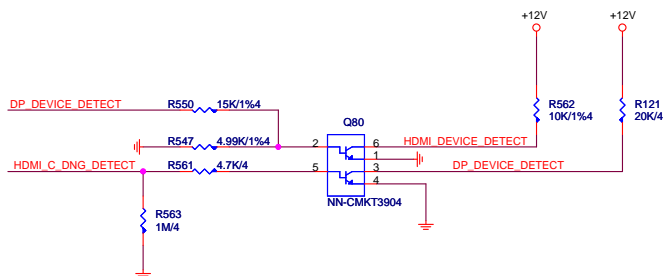 +12V
+12V
R550
15K/1%4
DP_DEVICE_DETECT
R562
10K/1%4
R121
20K/4
Q80
R547
4.99K/1%4
2
6
HDMI_DEVICE_DETECT
1
HDMI_C_DNG_DETECT
R561
4.7K/4
5
3
DP_DEVICE_DETECT
4
NN-CMKT3904
R563
1M/4